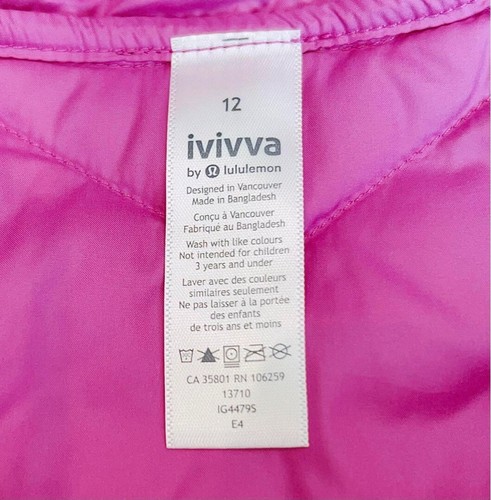 12
ivivva
by lululemon
Designed in Vancouver
Made in Bangladesh
Conçu à Vancouver
Fabriqué au Bangladesh
Wash with like colours
Not intended for children
3 years and under
Laver avec des couleurs
similaires seulement
Ne pas laisser à la portée
des enfants
de trois ans et moins
CA 35801 RN 106259
13710
IG4479S
E4